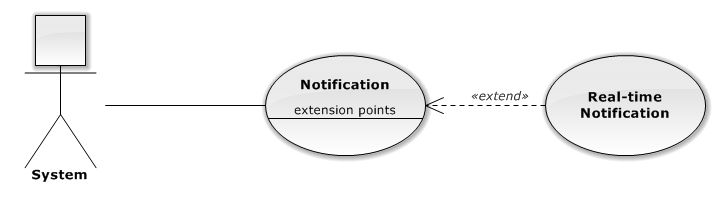 Notification
extension points
«extend»
Real-time
Notification
System